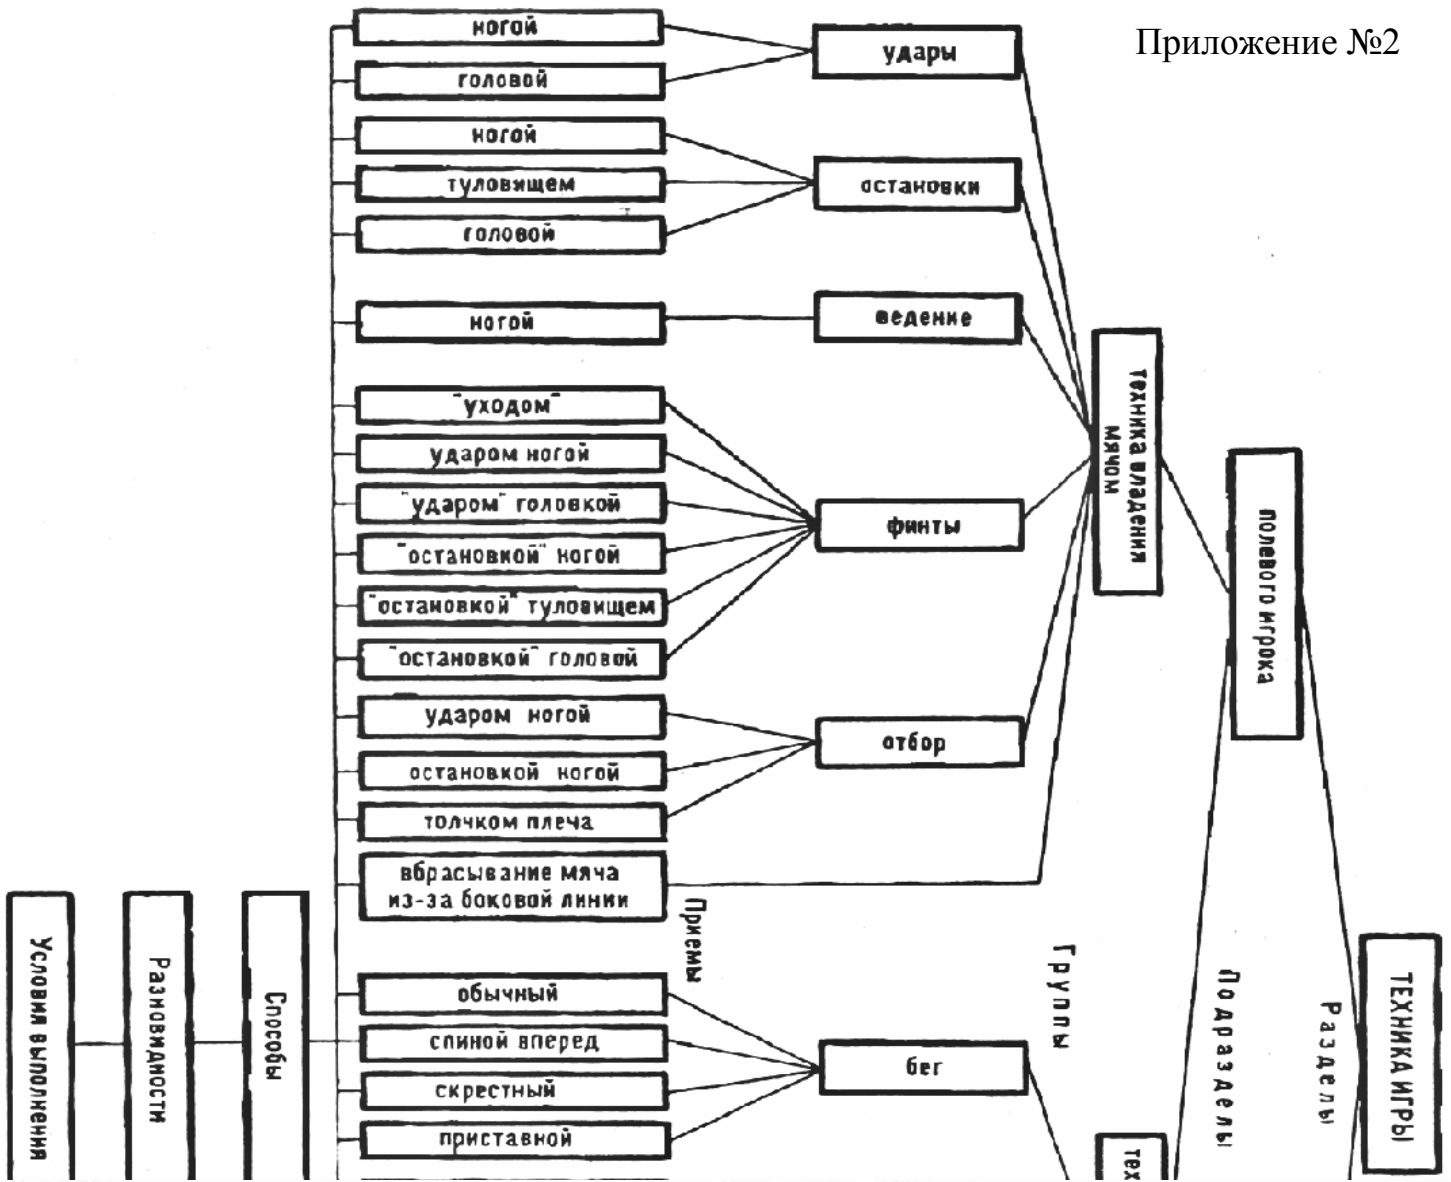 Приложение №2
ногой
головой
удары
ногой
туловищем
головой
остановки
ногой
ведение
"уходом"
ударом ногой
"ударом" головкой
"остановкой" ногой
"остановкой" туловищем
"остановкой" головой
финты
ударом ногой
остановкой ногой
толчком плеча
отбор
вбрасывание мяча
из-за боковой линии
обычный
спиной вперед
скрестный
приставной
бег
техника владения
мячом
полевого игрока
ТЕХНИКА ИГРЫ
Разделы
Подразделы
Группы
Приемы
Способы
Разновидности
Условия выполнения
тех